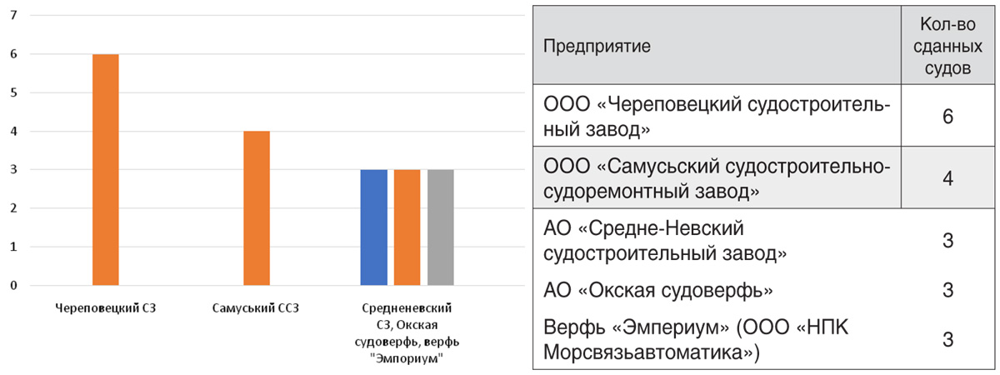 7
6
5
4
3
2
1
0
Череповецкий СЗ
Самуський ССЗ
Средненевский
СЗ, Окская
судоверфь, верфь
"Эмпориум"
Предприятие
Кол-во
сданных
судов
ООО «Череповецкий судостроитель-
ный завод»
6
ООО «Самусьский судостроительно-
судоремонтный завод»
4
АО «Средне-Невский
судостроительный завод»
3
АО «Окская судоверфь»
3
Верфь «Эмпериум» (ООО «НПК
Морсвязьавтоматика»)
3